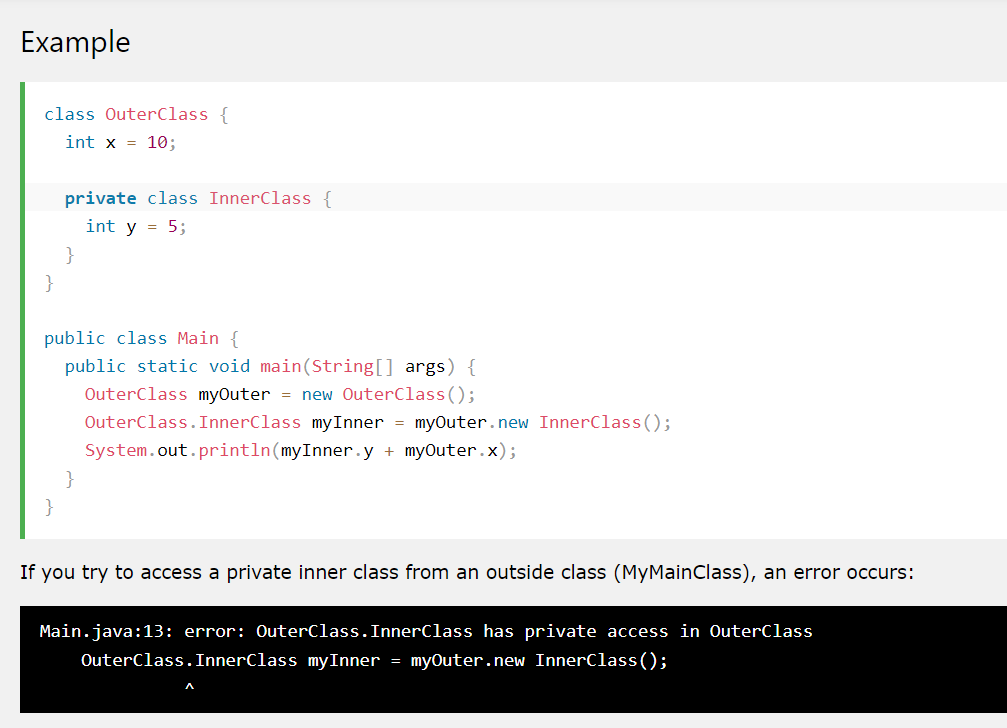 Example
class OuterClass {
  int x = 10;
  private class InnerClass {
    int y = 5;
  }
}
public class Main {
  public static void main(String[] args) {
    OuterClass myOuter = new OuterClass();
    OuterClass.InnerClass myInner = myOuter.new InnerClass();
    System.out.println(myInner.y + myOuter.x);
  }
}
If you try to access a private inner class from an outside class (MyMainClass), an error occurs:
Main.java:13: error: OuterClass.InnerClass has private access in OuterClass
    OuterClass.InnerClass myInner = myOuter.new InnerClass();
              ^